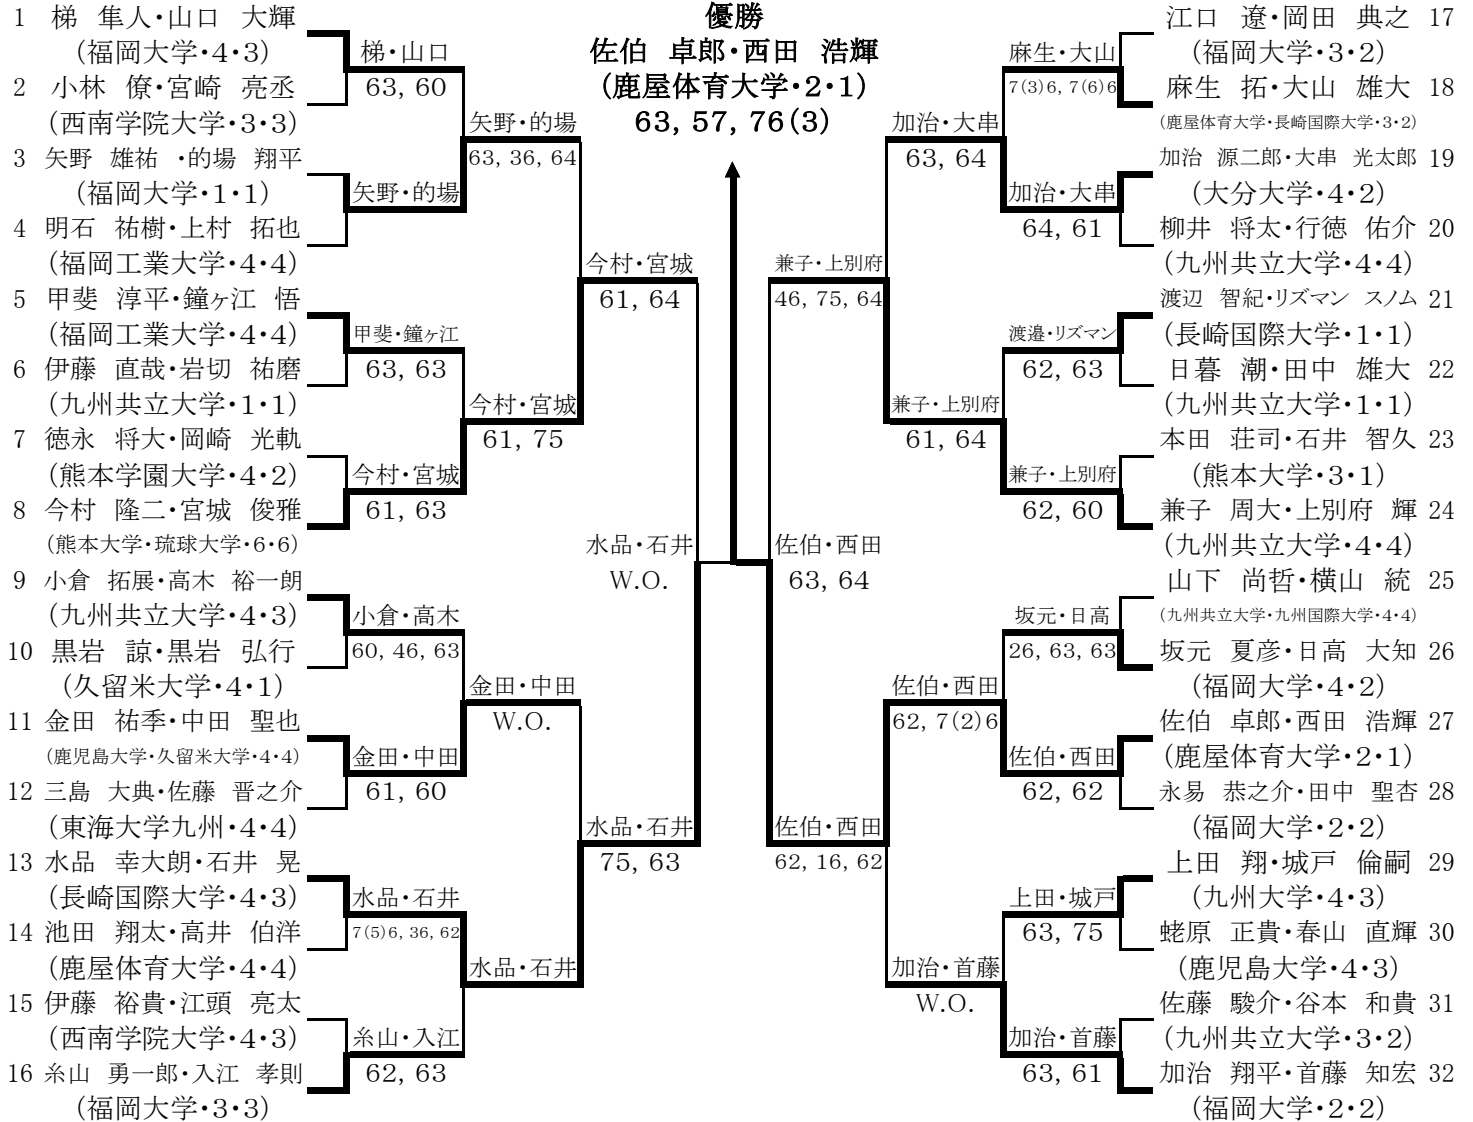 優勝
佐伯 卓郎・西田 浩輝
(鹿屋体育大学・2・1)
63, 57, 76(3)
1 梯 隼人・山口 大輝
(福岡大学・4・3)
2 小林 僚・宮崎 亮丞
(西南学院大学・3・3)
3 矢野 雄祐 ・的場 翔平
(福岡大学・1・1)
4 明石 祐樹・上村 拓也
(福岡工業大学・4・4)
5 甲斐 淳平・鐘ヶ江 悟
(福岡工業大学・4・4)
6 伊藤 直哉・岩切 祐磨
(九州共立大学・1・1)
7 徳永 将大・岡崎 光軌
(熊本学園大学・4・2)
8 今村 隆二・宮城 俊雅
(熊本大学・琉球大学・6・6)
9 小倉 拓展・高木 裕一朗
(九州共立大学・4・3)
10 黒岩 諒・黒岩 弘行
(久留米大学・4・1)
11 金田 祐季・中田 聖也
(鹿児島大学・久留米大学・4・4)
12 三島 大典・佐藤 晋之介
(東海大学九州・4・4)
13 水品 幸大朗・石井 晃
(長崎国際大学・4・3)
14 池田 翔太・高井 伯洋
(鹿屋体育大学・4・4)
15 伊藤 裕貴・江頭 亮太
(西南学院大学・4・3)
16 糸山 勇一郎・入江 孝則
(福岡大学・3・3)
梯・山口
63, 60
矢野・的場
甲斐・鐘ヶ江
63, 63
今村・宮城
61, 63
小倉・高木
60, 46, 63
金田・中田
61, 60
水品・石井
7(5)6, 36, 62
糸山・入江
62, 63
矢野・的場
63, 36, 64
今村・宮城
61, 75
金田・中田
W.O.
水品・石井
今村・宮城
61, 64
水品・石井
75, 63
水品・石井
W.O.
佐伯・西田
63, 64
兼子・上別府
46, 75, 64
佐伯・西田
62, 16, 62
加治・大串
63, 64
兼子・上別府
61, 64
佐伯・西田
62, 7(2)6
加治・首藤
W.O.
麻生・大山
7(3)6, 7(6)6
加治・大串
64, 61
渡邉・リズマン
62, 63
兼子・上別府
62, 60
坂元・日高
26, 63, 63
佐伯・西田
62, 62
上田・城戸
63, 75
加治・首藤
63, 61
江口 遼・岡田 典之 17
(福岡大学・3・2)
麻生 拓・大山 雄大 18
(鹿屋体育大学・長崎国際大学・3・2)
加治 源二郎・大串 光太郎 19
(大分大学・4・2)
柳井 将太・行徳 佑介 20
(九州共立大学・4・4)
渡辺 智紀・リズマン スノム 21
(長崎国際大学・1・1)
日暮 潮・田中 雄大 22
(九州共立大学・1・1)
本田 荘司・石井 智久 23
(熊本大学・3・1)
兼子 周大・上別府 輝 24
(九州共立大学・4・4)
山下 尚哲・横山 統 25
(九州共立大学・九州国際大学・4・4)
坂元 夏彦・日高 大知 26
(福岡大学・4・2)
佐伯 卓郎・西田 浩輝 27
(鹿屋体育大学・2・1)
永易 恭之介・田中 聖杏 28
(福岡大学・2・2)
上田 翔・城戸 倫嗣 29
(九州大学・4・3)
蛯原 正貴・春山 直輝 30
(鹿児島大学・4・3)
佐藤 駿介・谷本 和貴 31
(九州共立大学・3・2)
加治 翔平・首藤 知宏 32
(福岡大学・2・2)